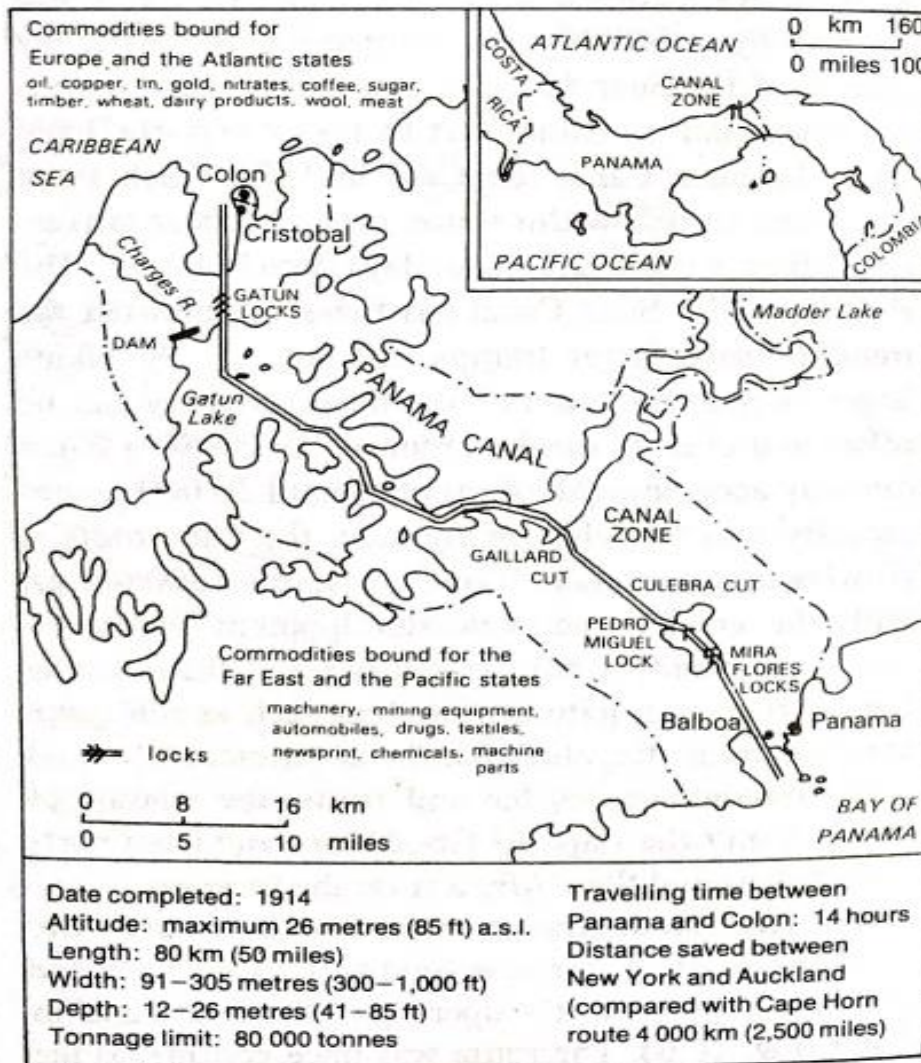 Commodities bound for
Europe and the Atlantic states
oil, copper, tin, gold, nitrates, coffee, sugar,
timber, wheat, dairy products, wool, meat
0 km 160
0 miles 100
ATLANTIC OCEAN
COSTA
RICA
CANAL
ZONE
PANAMA
PACIFIC OCEAN
COLOMBIA
CARIBBEAN
SEA
Colon
Cristobal
Charges R.
GATUN
LOCKS
DAM
Madder Lake
Gatun
Lake
PANAMA CANAL
CANAL
ZONE
GAILLARD
CUT
CULEBRA CUT
PEDRO
MIGUEL
LOCK
MIRA
FLORES
LOCKS
Commodities bound for the
Far East and the Pacific states
machinery, mining equipment,
automobiles, drugs, textiles,
newsprint, chemicals, machine
parts
locks
Balboa
Panama
0 8 16 km
0 5 10 miles
BAY OF
PANAMA
Date completed: 1914
Altitude: maximum 26 metres (85 ft) a.s.l.
Length: 80 km (50 miles)
Width: 91–305 metres (300–1,000 ft)
Depth: 12–26 metres (41–85 ft)
Tonnage limit: 80 000 tonnes
Travelling time between
Panama and Colon: 14 hours
Distance saved between
New York and Auckland
(compared with Cape Horn
route 4 000 km (2,500 miles)